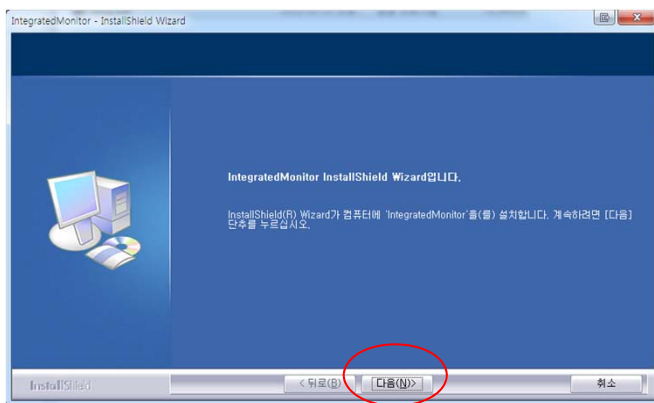 IntegratedMonitor - InstallShield Wizard
IntegratedMonitor InstallShield Wizard입니다.
InstallShield(R) Wizard가 컴퓨터에 'IntegratedMonitor'을(를) 설치합니다. 계속하려면 [다음]
단추를 누르십시오.
InstallShield
< 뒤로(B)
다음(N)>
취소